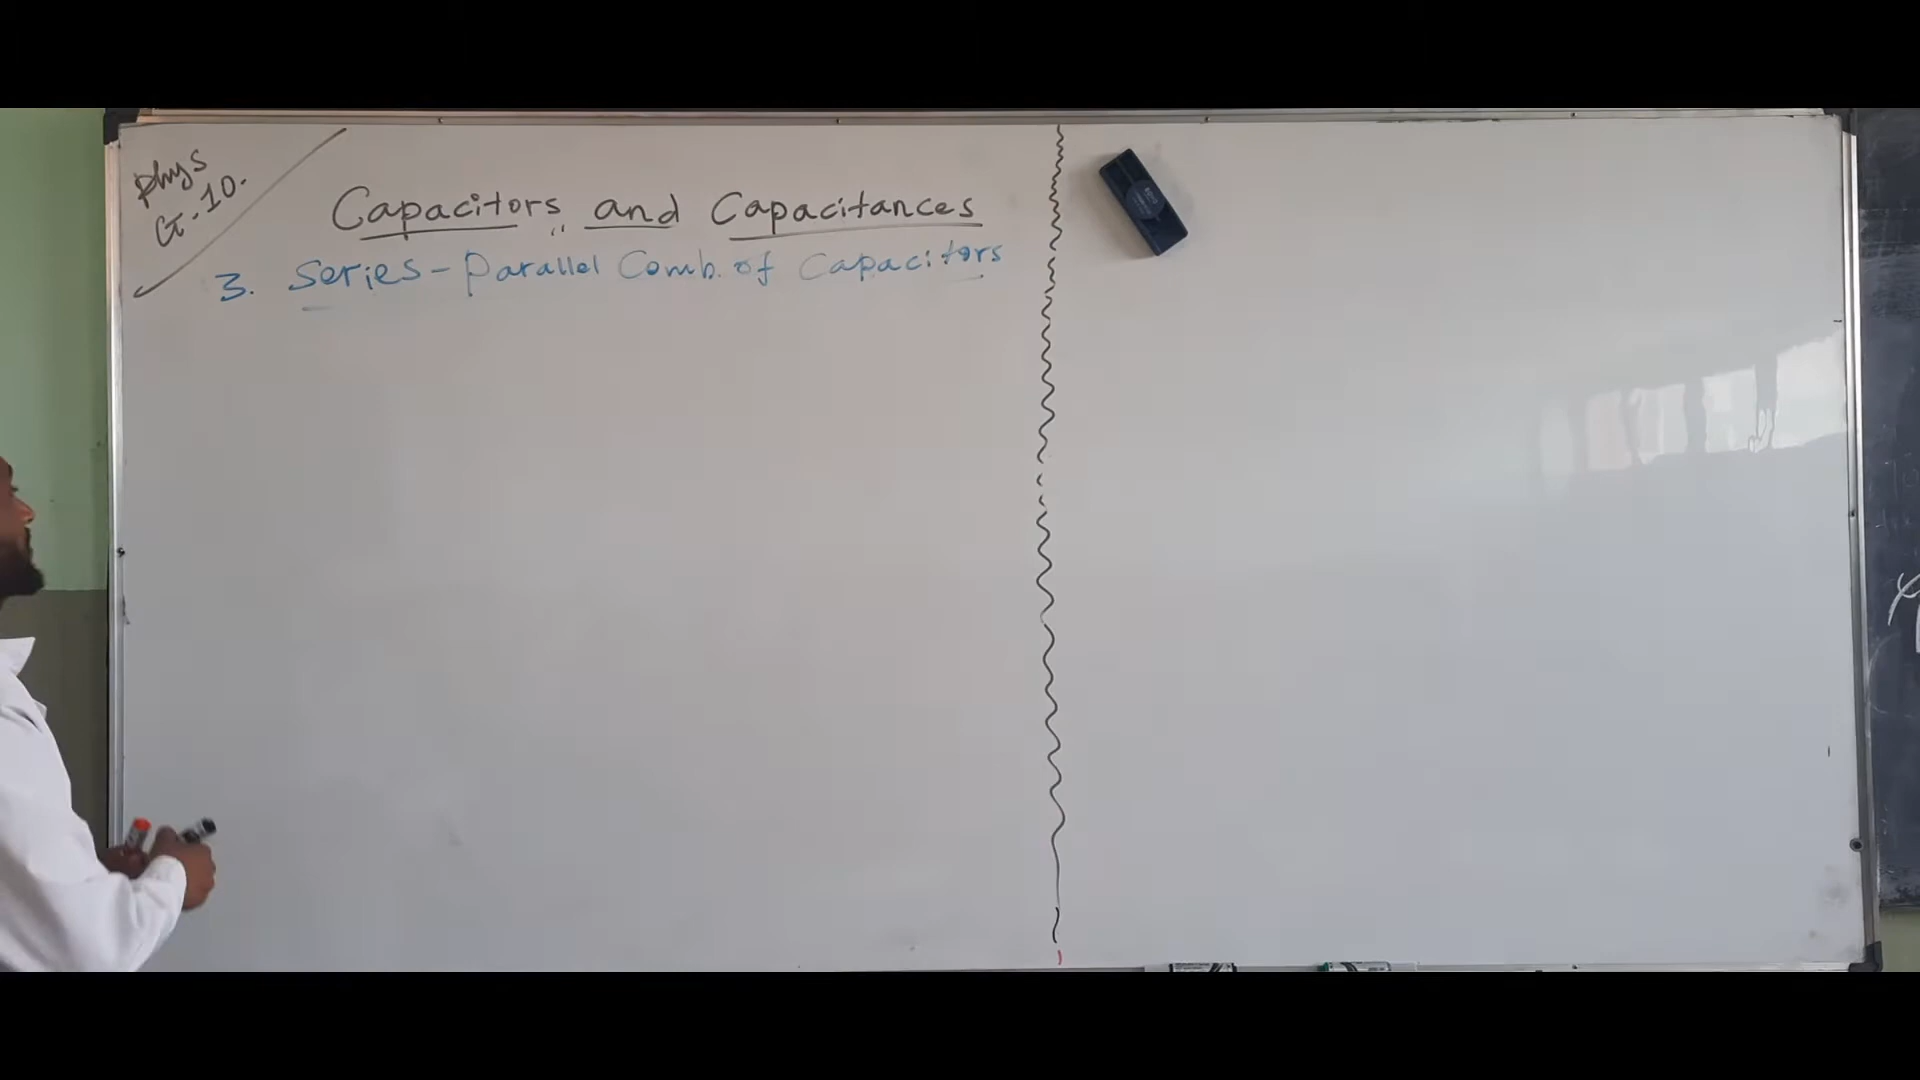 Phys
G-10.
Capacitors and Capacitances
3. Series-Parallel Comb. of Capacitors